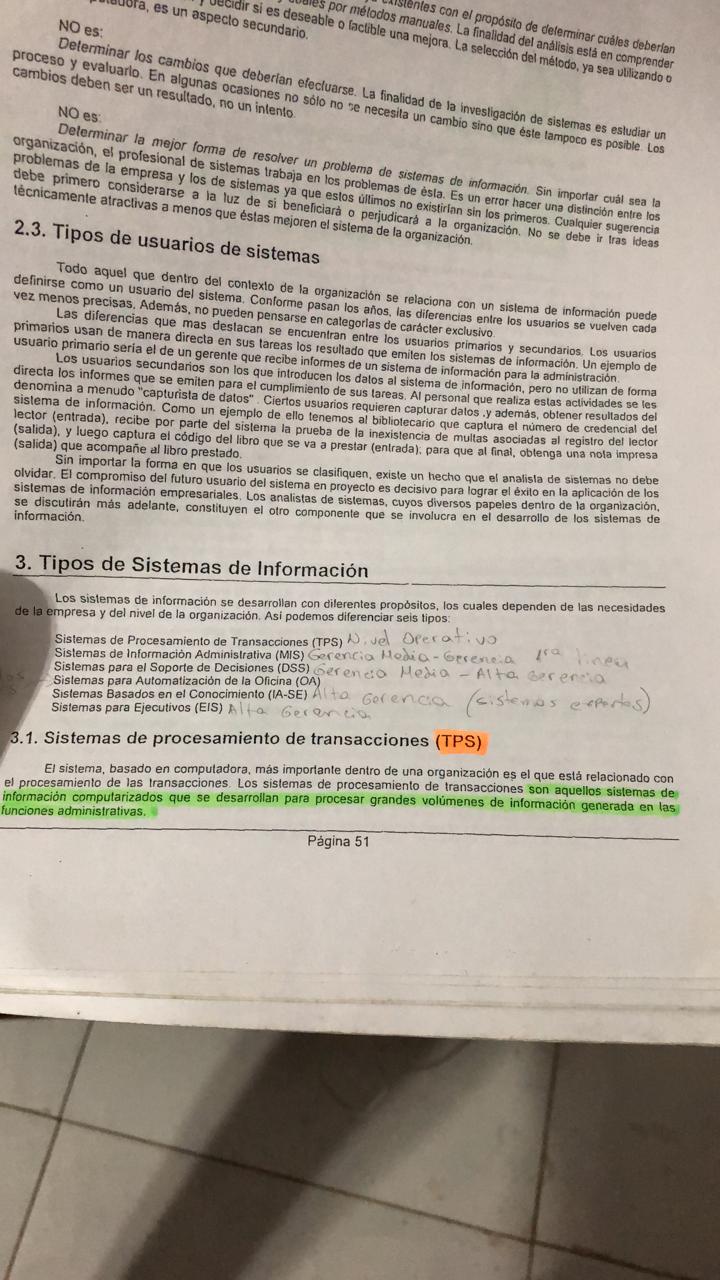 existentes con el propósito de determinar cuáles deberían
por métodos manuales. La finalidad del análisis está en comprender
y decidir si es deseable o factible una mejora. La selección del método, ya sea utilizando o
es un aspecto secundario.
NO es:
Determinar los cambios que deberían efectuarse. La finalidad de la investigación de sistemas es estudiar un
proceso y evaluarlo. En algunas ocasiones no sólo no se necesita un cambio sino que éste tampoco es posible. Los
cambios deben ser un resultado, no un intento.
NO es:
Determinar la mejor forma de resolver un problema de sistemas de información. Sin importar cuál sea la
organización, el profesional de sistemas trabaja en los problemas de ésta. Es un error hacer una distinción entre los
problemas de la empresa y los de sistemas ya que estos últimos no existirían sin los primeros. Cualquier sugerencia
debe primero considerarse a la luz de si beneficiará o perjudicará a la organización. No se debe ir tras ideas
técnicamente atractivas a menos que éstas mejoren el sistema de la organización.
2.3. Tipos de usuarios de sistemas
Todo aquel que dentro del contexto de la organización se relaciona con un sistema de información puede
definirse como un usuario del sistema. Conforme pasan los años, las diferencias entre los usuarios se vuelven cada
vez menos precisas. Además, no pueden pensarse en categorías de carácter exclusivo.
Las diferencias que mas destacan se encuentran entre los usuarios primarios y secundarios. Los usuarios
primarios usan de manera directa en sus tareas los resultado que emiten los sistemas de información. Un ejemplo de
usuario primario sería el de un gerente que recibe informes de un sistema de información para la administración.
Los usuarios secundarios son los que introducen los datos al sistema de información, pero no utilizan de forma
directa los informes que se emiten para el cumplimiento de sus tareas. Al personal que realiza estas actividades se les
denomina a menudo "capturista de datos" . Ciertos usuarios requieren capturar datos ,y además, obtener resultados del
sistema de información. Como un ejemplo de ello tenemos al bibliotecario que captura el número de credencial del
lector (entrada), recibe por parte del sistema la prueba de la inexistencia de multas asociadas al registro del lector
(salida), y luego captura el código del libro que se va a prestar (entrada), para que al final, obtenga una nota impresa
(salida) que acompañe al libro prestado.
Sin importar la forma en que los usuarios se clasifiquen, existe un hecho que el analista de sistemas no debe
olvidar. El compromiso del futuro usuario del sistema en proyecto es decisivo para lograr el éxito en la aplicación de los
sistemas de información empresariales. Los analistas de sistemas, cuyos diversos papeles dentro de la organización,
se discutirán más adelante, constituyen el otro componente que se involucra en el desarrollo de los sistemas de
información.
3. Tipos de Sistemas de Información
Los sistemas de información se desarrollan con diferentes propósitos, los cuales dependen de las necesidades
de la empresa y del nivel de la organización. Así podemos diferenciar seis tipos:
Sistemas de Procesamiento de Transacciones (TPS) Nivel Operativo
Sistemas de Información Administrativa (MIS) Gerencia Media - Gerencia 1ra linea
Sistemas para el Soporte de Decisiones (DSS) Gerencia Media - Alta Gerencia
Sistemas para Automatización de la Oficina (OA)
Sistemas Basados en el Conocimiento (IA-SE) Alta Gerencia (sistemas expertos)
Sistemas para Ejecutivos (EIS) Alta Gerencia
3.1. Sistemas de procesamiento de transacciones (TPS)
El sistema, basado en computadora, más importante dentro de una organización es el que está relacionado con
el procesamiento de las transacciones. Los sistemas de procesamiento de transacciones son aquellos sistemas de
información computarizados que se desarrollan para procesar grandes volúmenes de información generada en las
funciones administrativas.
Página 51